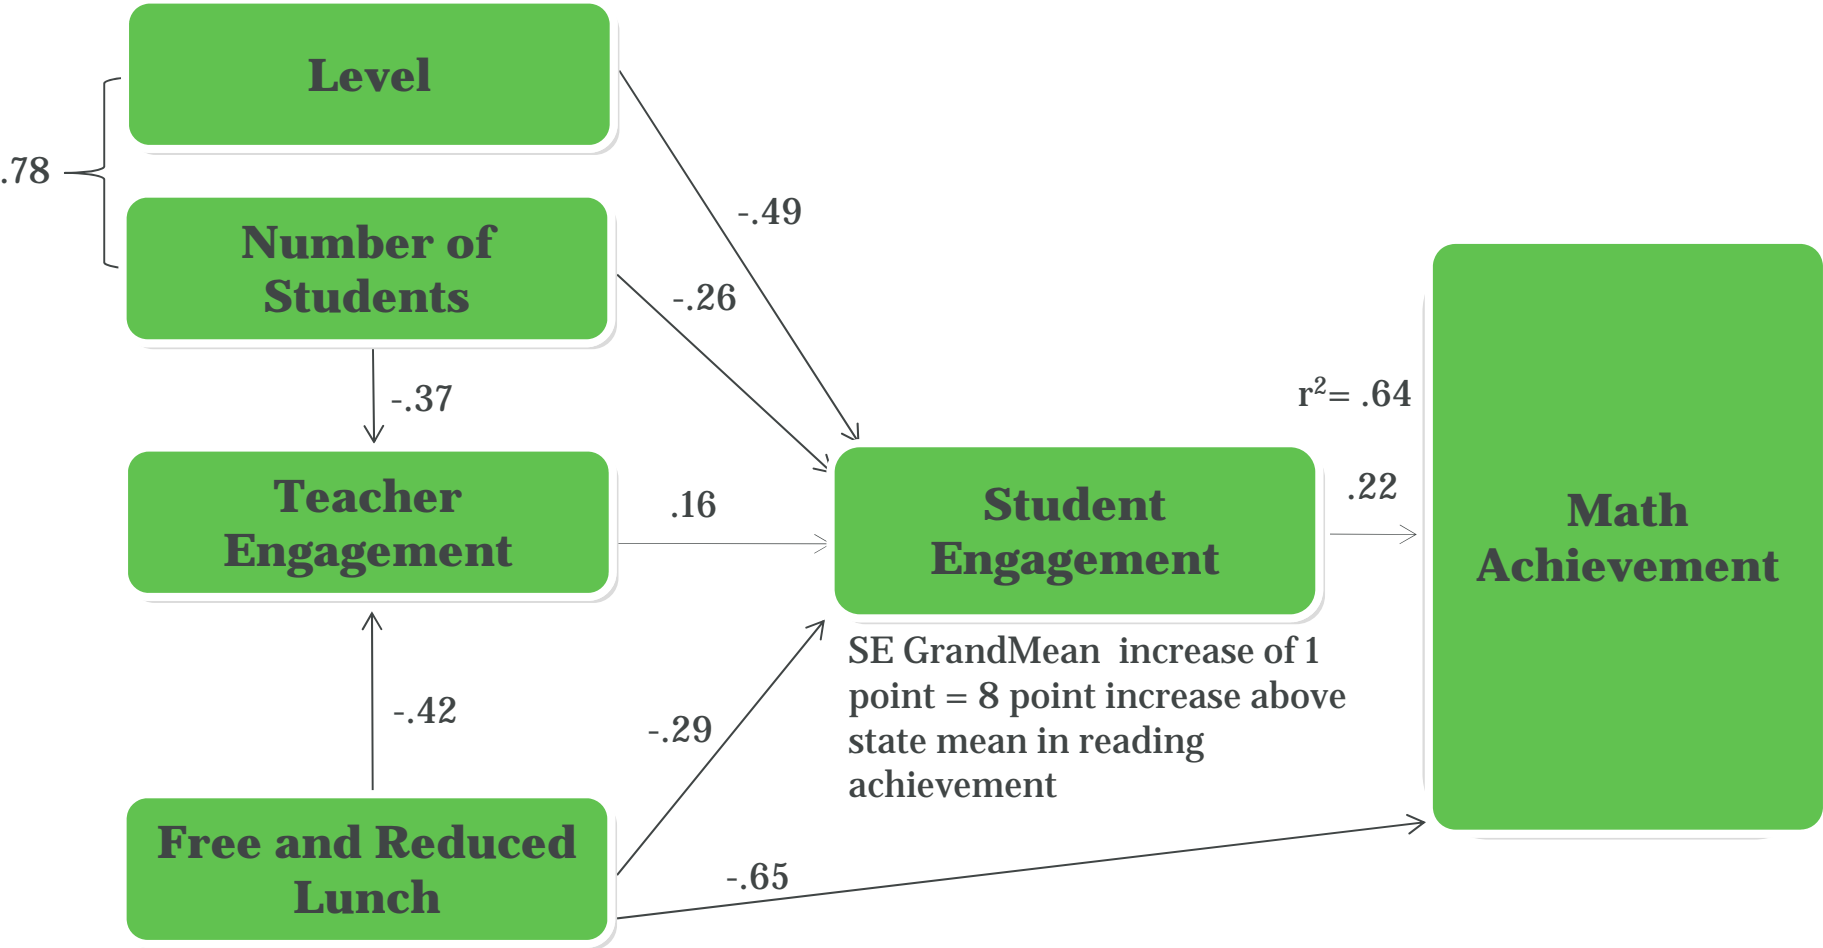 Level
.78
Number of
Students
-.49
-.26
-.37
r²= .64
Teacher
Engagement
.16
Student
Engagement
.22
Math
Achievement
SE GrandMean  increase of 1
point = 8 point increase above
state mean in reading
achievement
-.42
-.29
Free and Reduced
Lunch
-.65